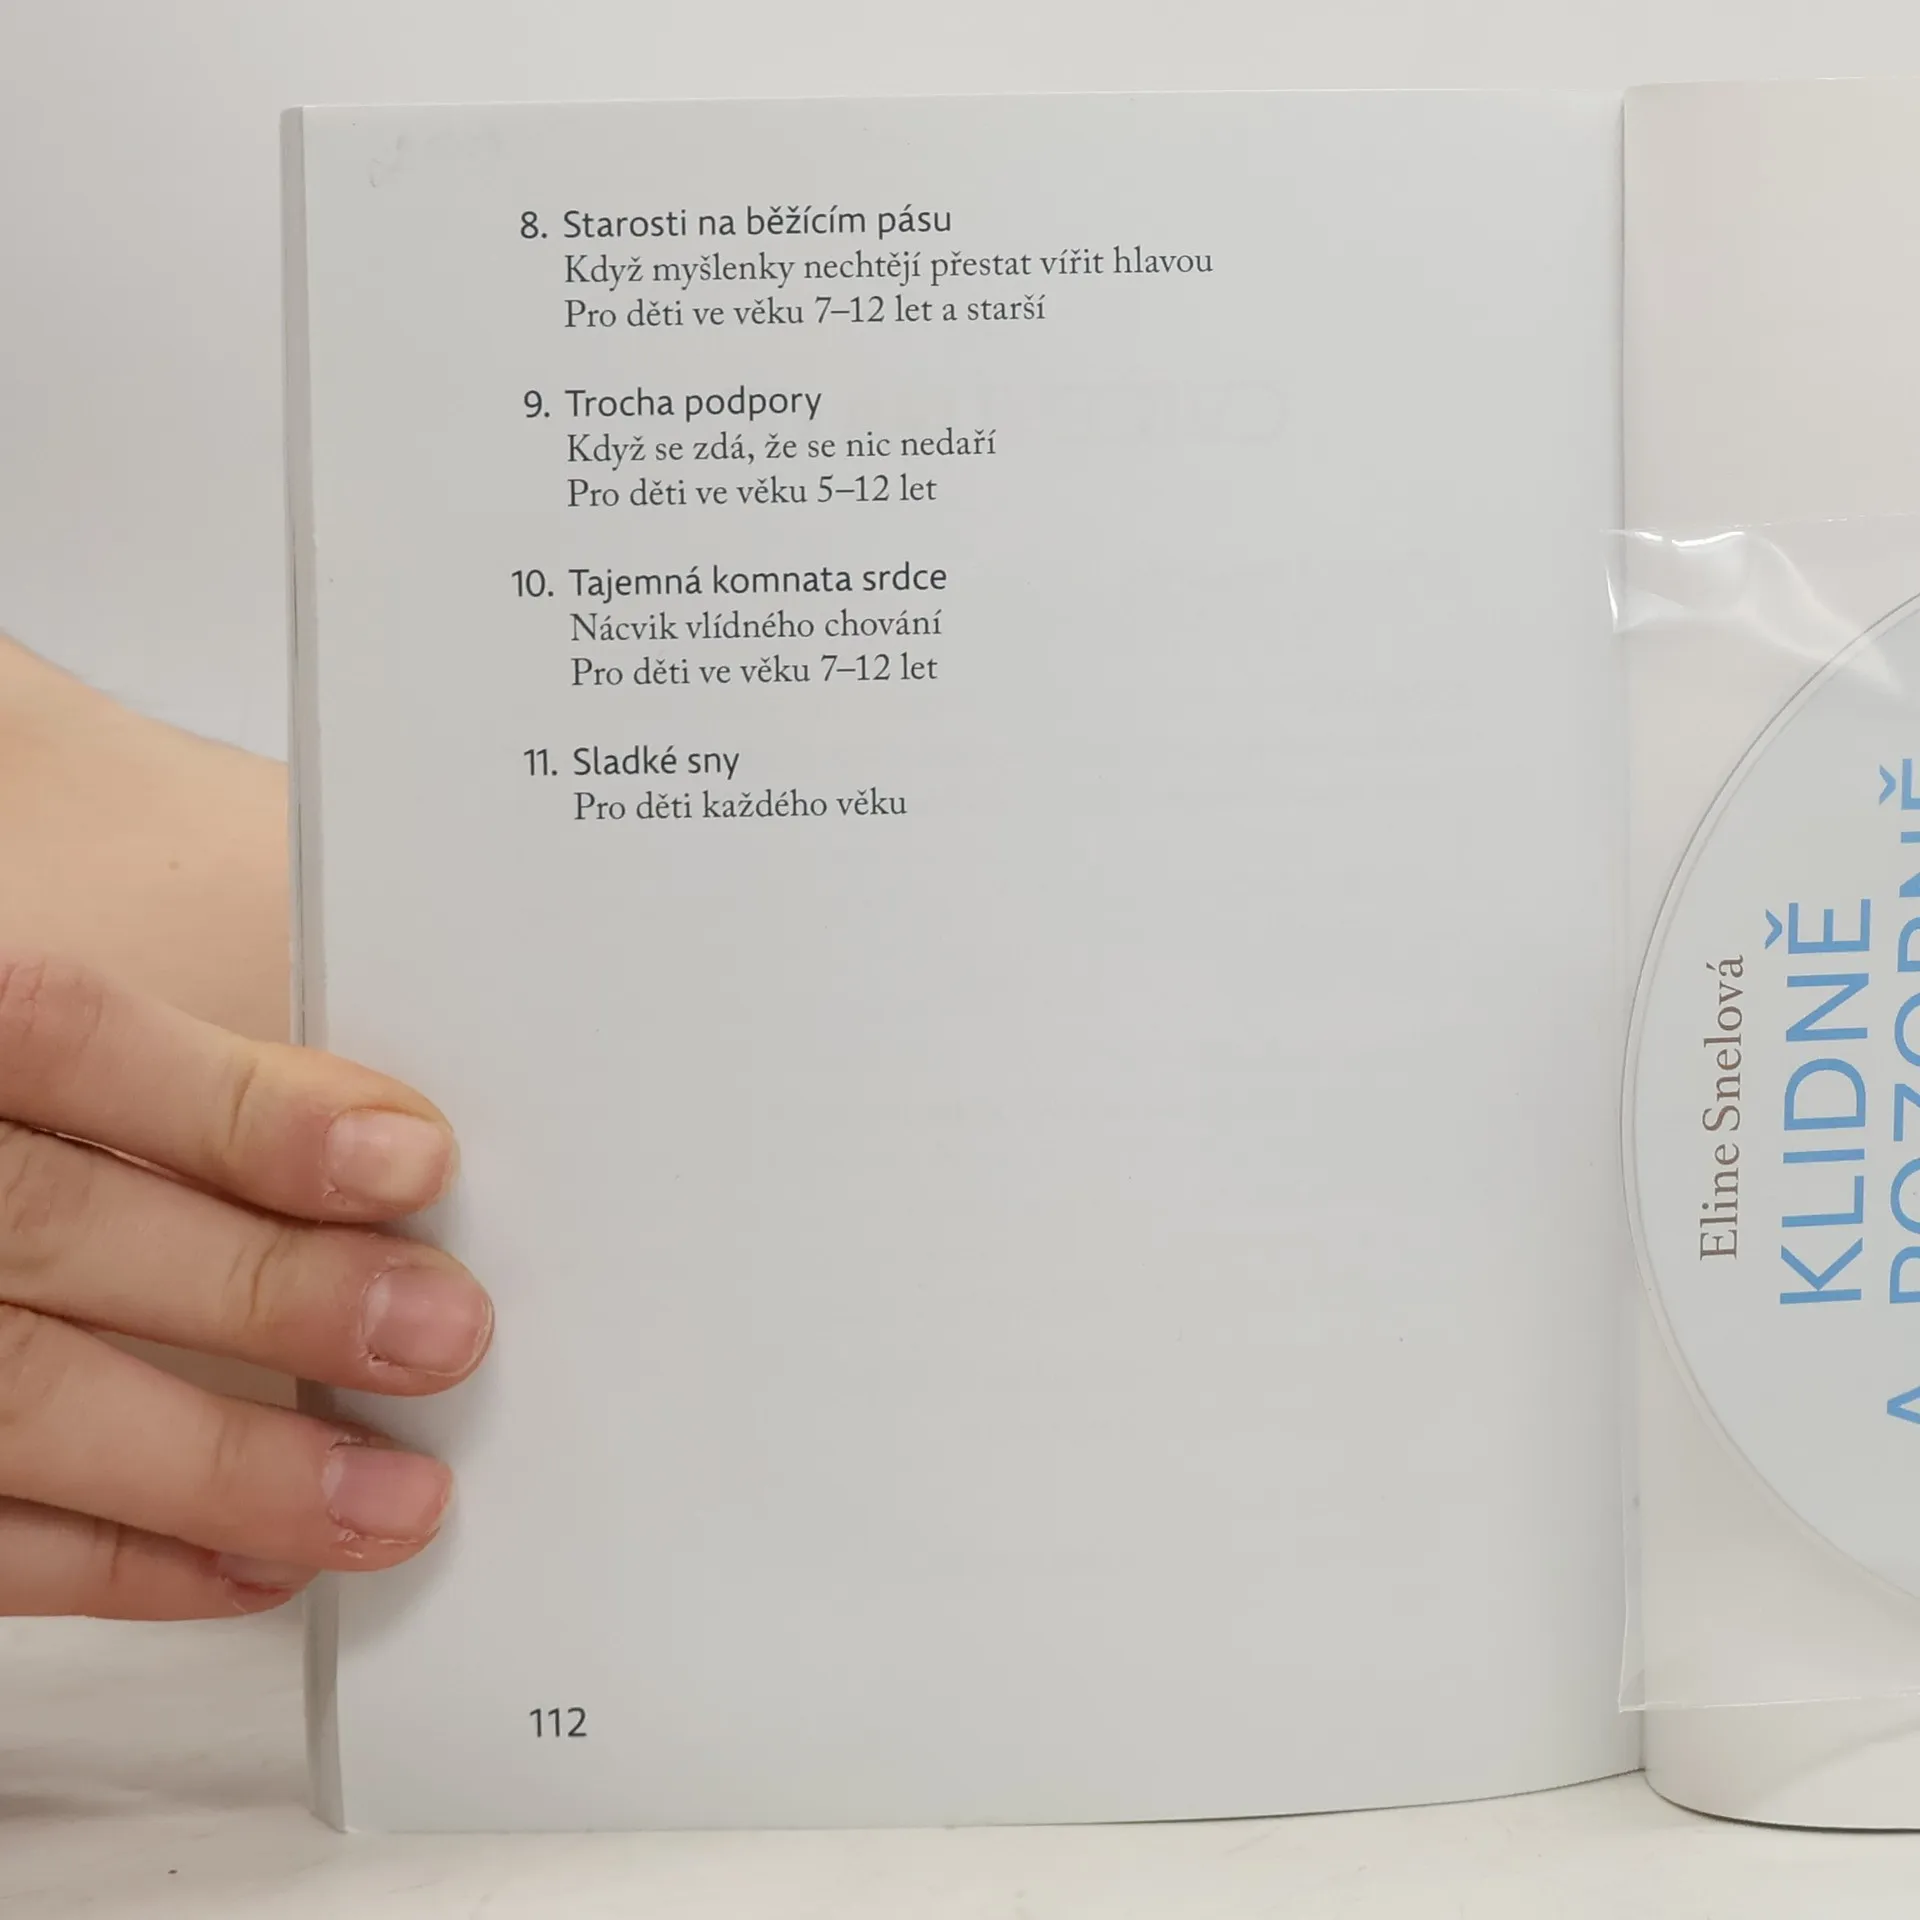 8. Starosti na běžícím pásu
Když myšlenky nechtějí přestat vířit hlavou
Pro děti ve věku 7–12 let a starší
9. Trocha podpory
Když se zdá, že se nic nedaří
Pro děti ve věku 5–12 let
10. Tajemná komnata srdce
Nácvik vlídného chování
Pro děti ve věku 7–12 let
11. Sladké sny
Pro děti každého věku
112
Eline Snelová
KLIDNĚ
A POZORNĚ